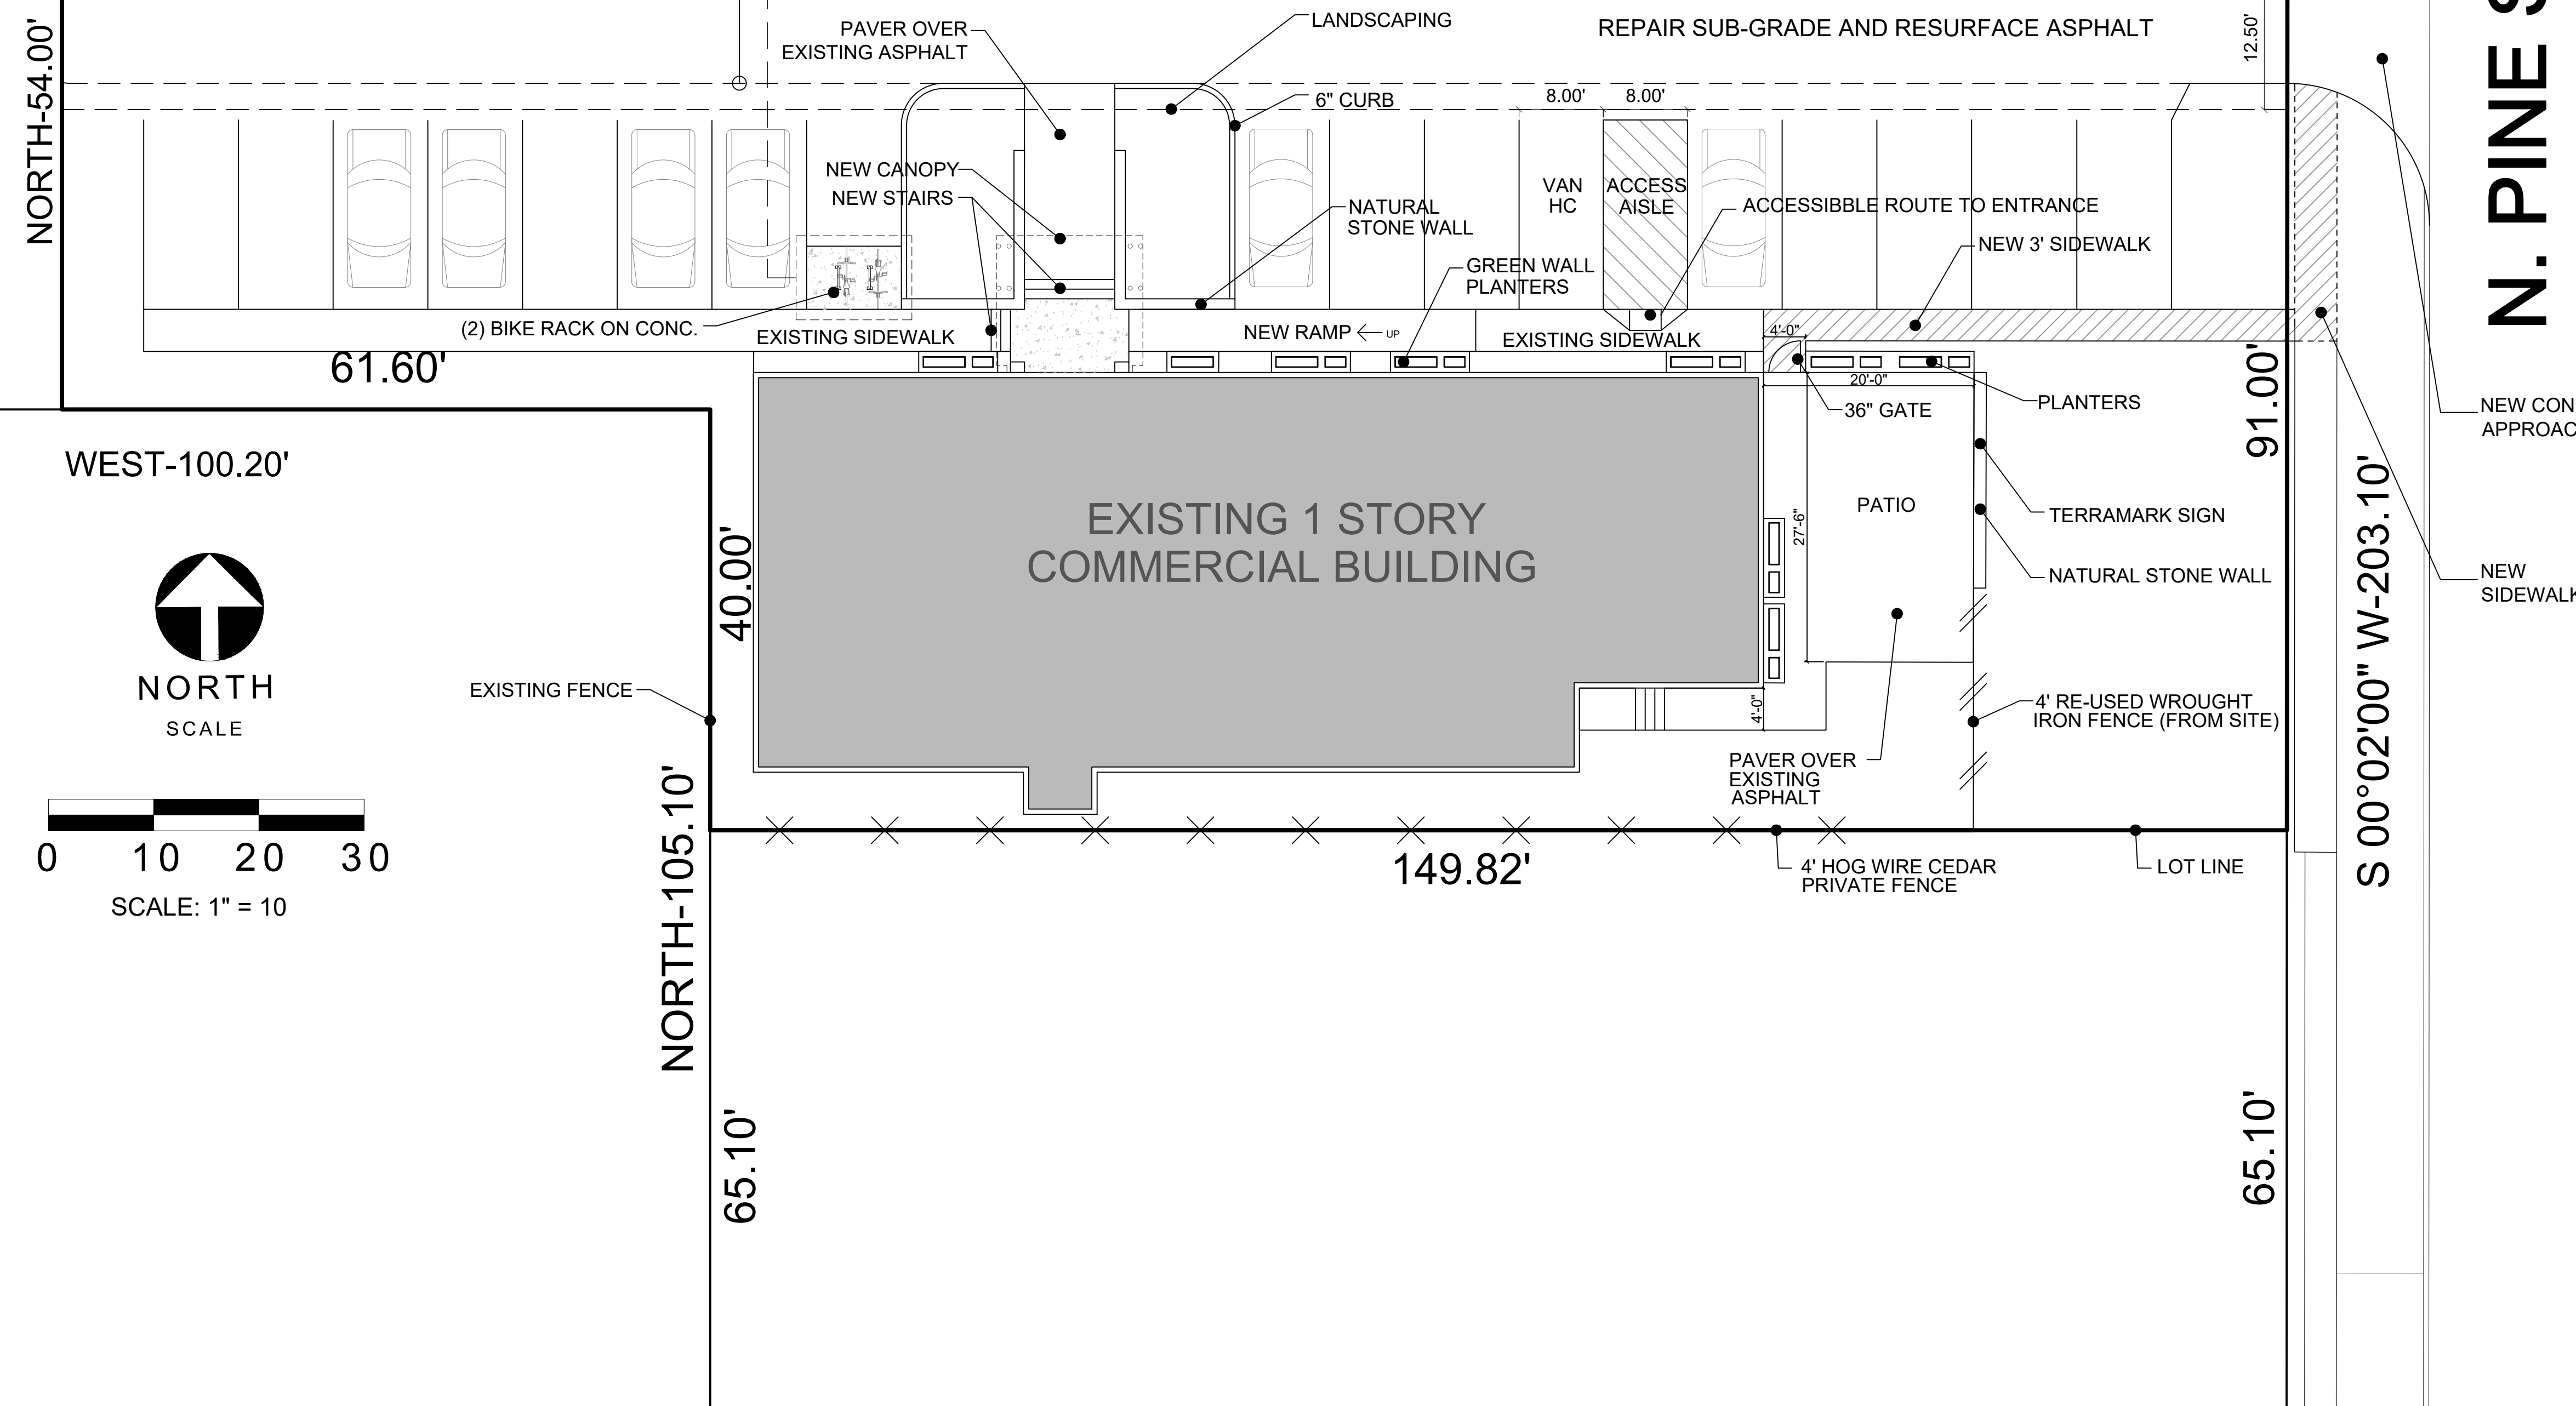 NORTH-54.00'
PAVER OVER
EXISTING ASPHALT
LANDSCAPING
REPAIR SUB-GRADE AND RESURFACE ASPHALT
12.50'
N. PINE
6" CURB
8.00'
8.00'
NEW CANOPY
NEW STAIRS
VAN
HC
ACCESS
AISLE
NATURAL
STONE WALL
ACCESSIBBLE ROUTE TO ENTRANCE
NEW 3' SIDEWALK
GREEN WALL
PLANTERS
(2) BIKE RACK ON CONC.
EXISTING SIDEWALK
NEW RAMP
UP
EXISTING SIDEWALK
4'-0"
61.60'
20'-0"
36" GATE
PLANTERS
91.00'
NEW CON
APPROAC
WEST-100.20'
EXISTING 1 STORY
COMMERCIAL BUILDING
40.00'
27'-6"
PATIO
TERRAMARK SIGN
NATURAL STONE WALL
NEW
SIDEWALK
S 00°02'00" W-203.10'
NORTH
SCALE
EXISTING FENCE
4'-0"
4' RE-USED WROUGHT
IRON FENCE (FROM SITE)
PAVER OVER
EXISTING
ASPHALT
0 10 20 30
SCALE: 1" = 10
NORTH-105.10'
149.82'
4' HOG WIRE CEDAR
PRIVATE FENCE
LOT LINE
65.10'
65.10'